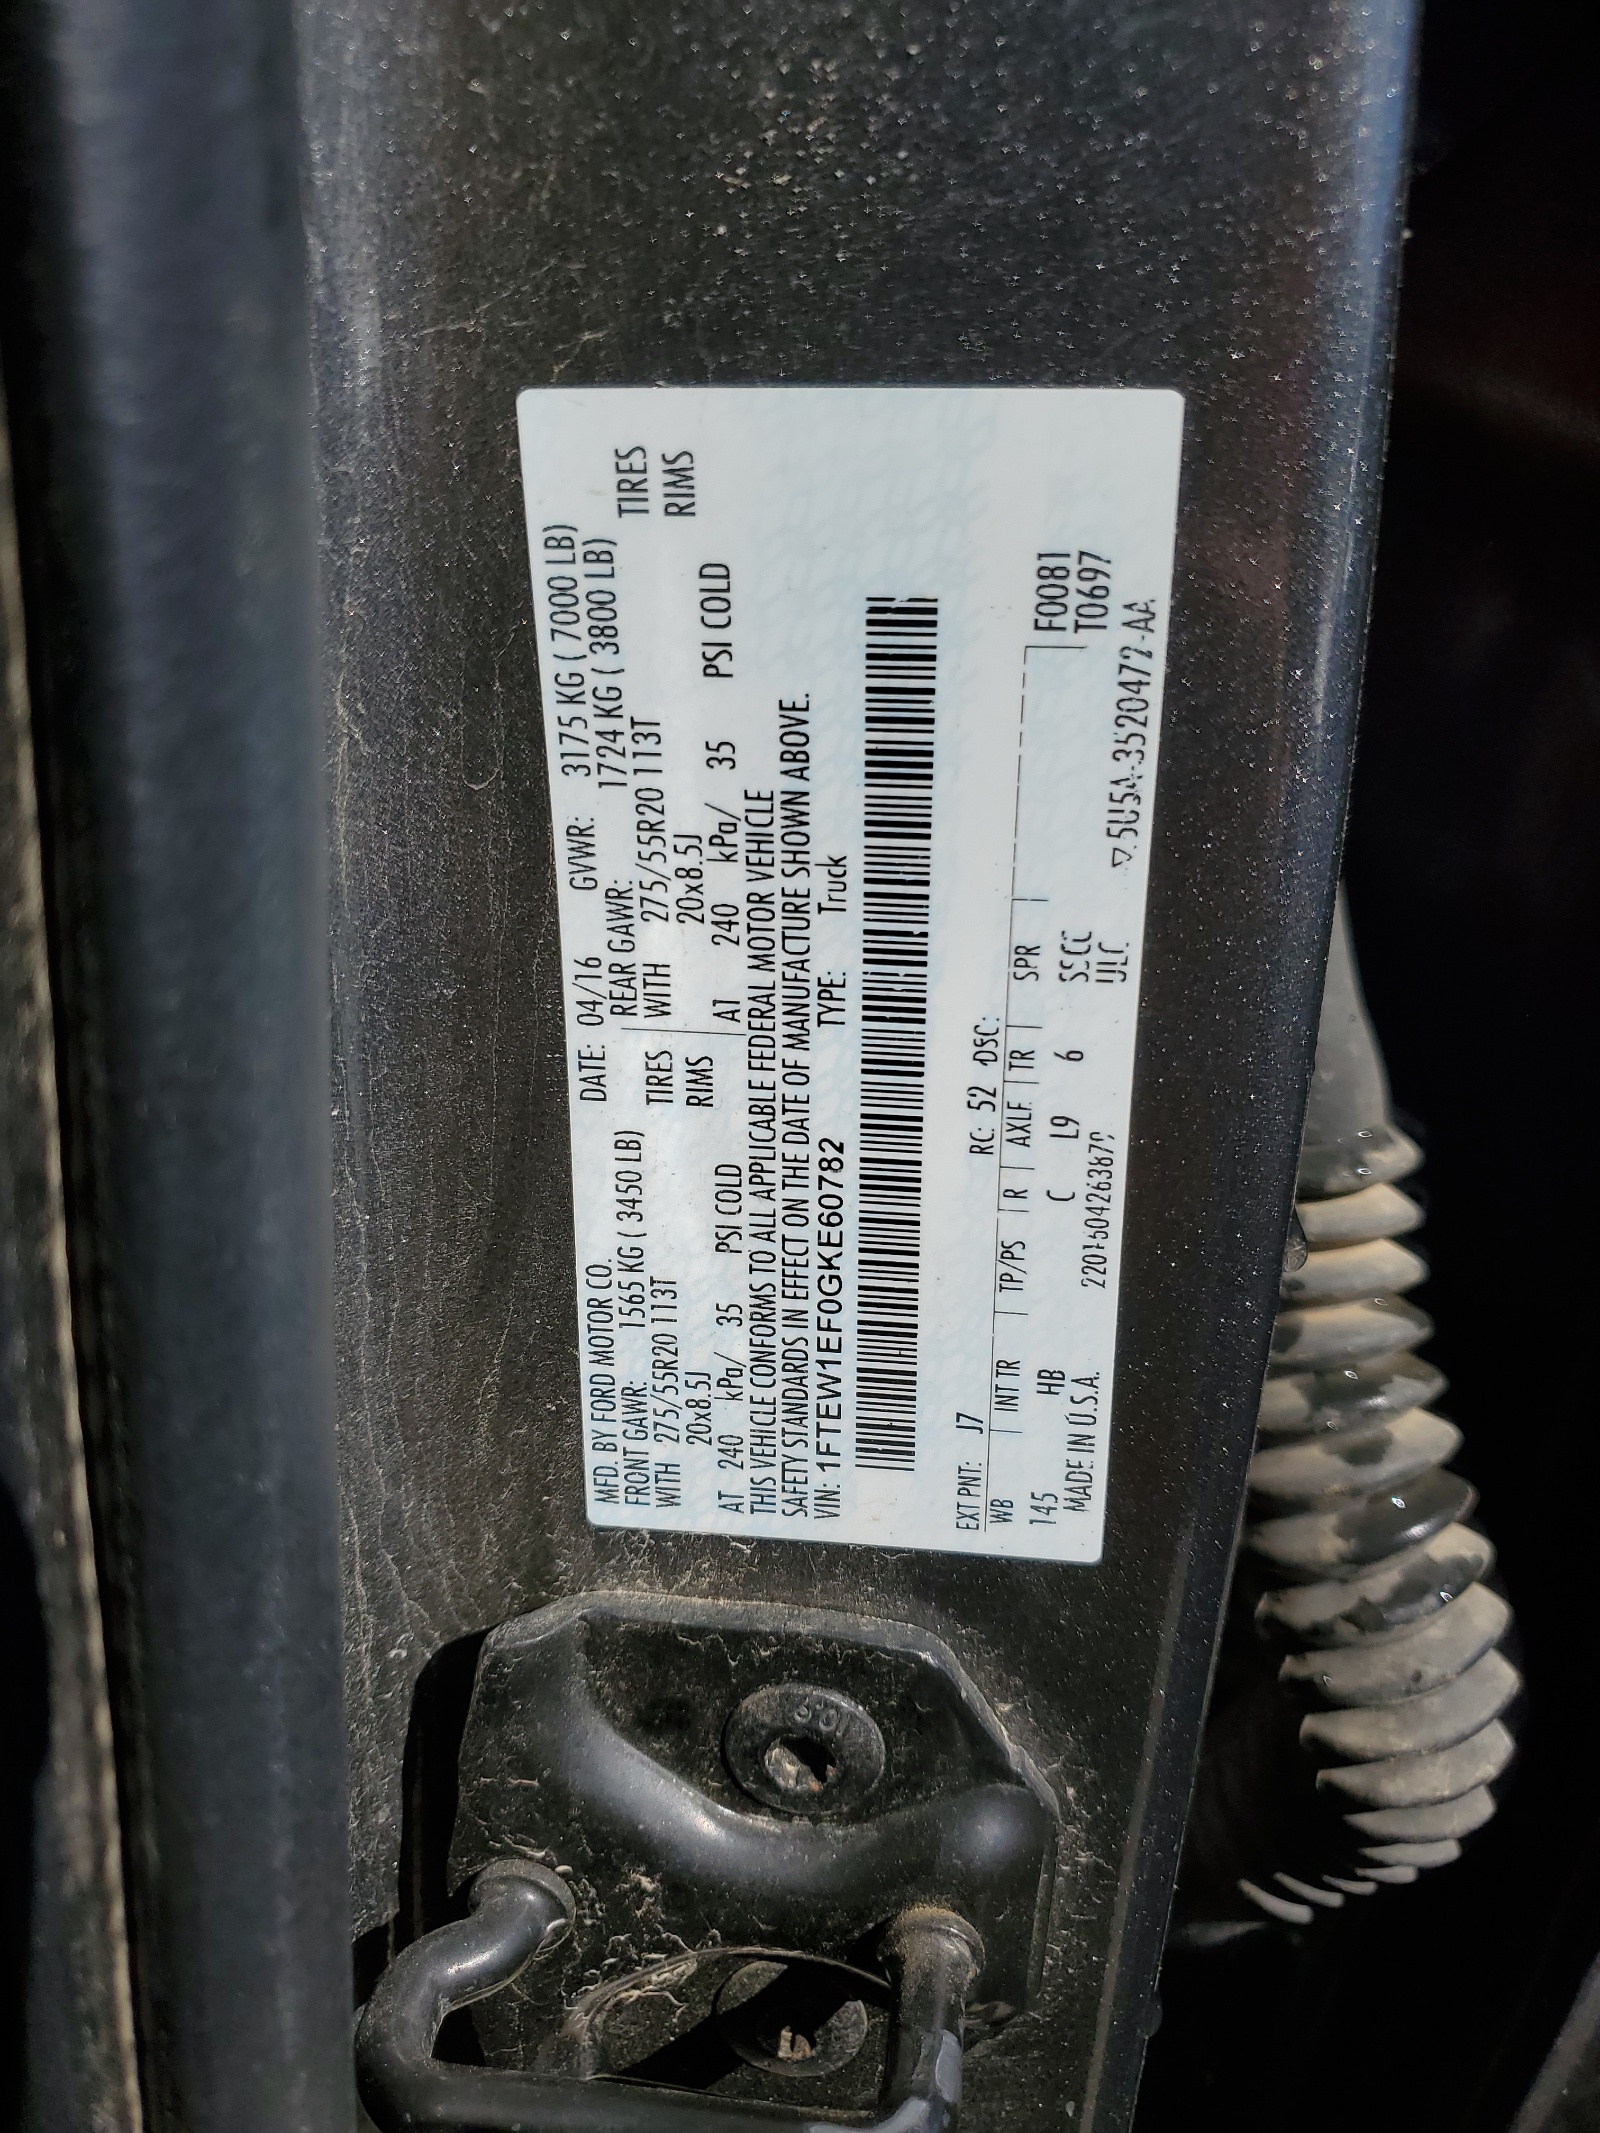 MFD. BY FORD MOTOR CO. DATE: 04/16 GVWR: 3175 KG ( 7000 LB)
FRONT GAWR: 1565 KG ( 3450 LB) REAR GAWR: 1724 KG ( 3800 LB)
WITH 275/55R20 113T TIRES WITH 275/55R20 113T TIRES
20x8.5J RIMS 20x8.5J RIMS
AT 240 kPa/ 35 PSI COLD AT 240 kPa/ 35 PSI COLD
THIS VEHICLE CONFORMS TO ALL APPLICABLE FEDERAL MOTOR VEHICLE
SAFETY STANDARDS IN EFFECT ON THE DATE OF MANUFACTURE SHOWN ABOVE.
VIN: 1FTEW1EF0GKE60782 TYPE: Truck
EXT PNT: J7 RC: 52 DSC:
WB INT TR TP/PS R AXLE TR SPR F0081
145 HB C L9 6 T0697
MADE IN U.S.A.